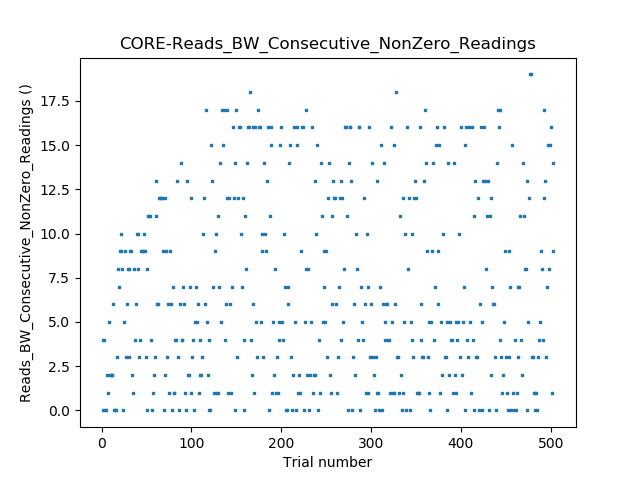 CORE-Reads_BW_Consecutive_NonZero_Readings
Reads_BW_Consecutive_NonZero_Readings ()
17.5
15.0
12.5
10.0
7.5
5.0
2.5
0.0
0 100 200 300 400 500
Trial number